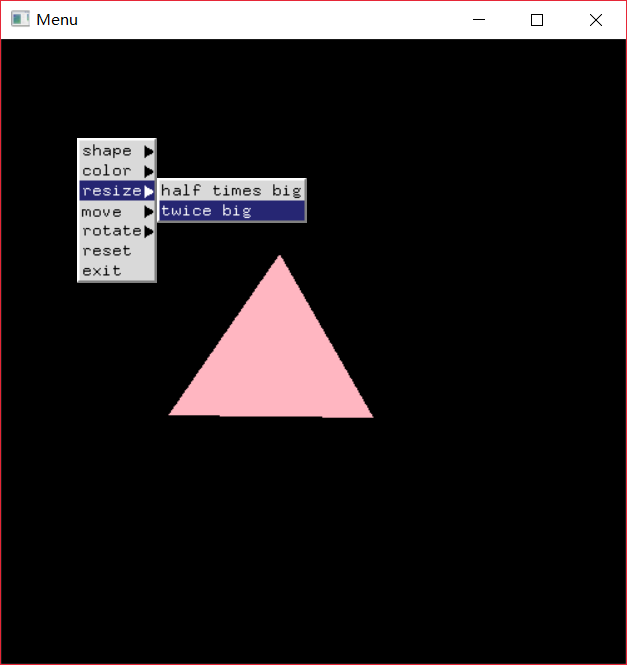 Menu
shape
color
resize
half times big
twice big
move
rotate
reset
exit